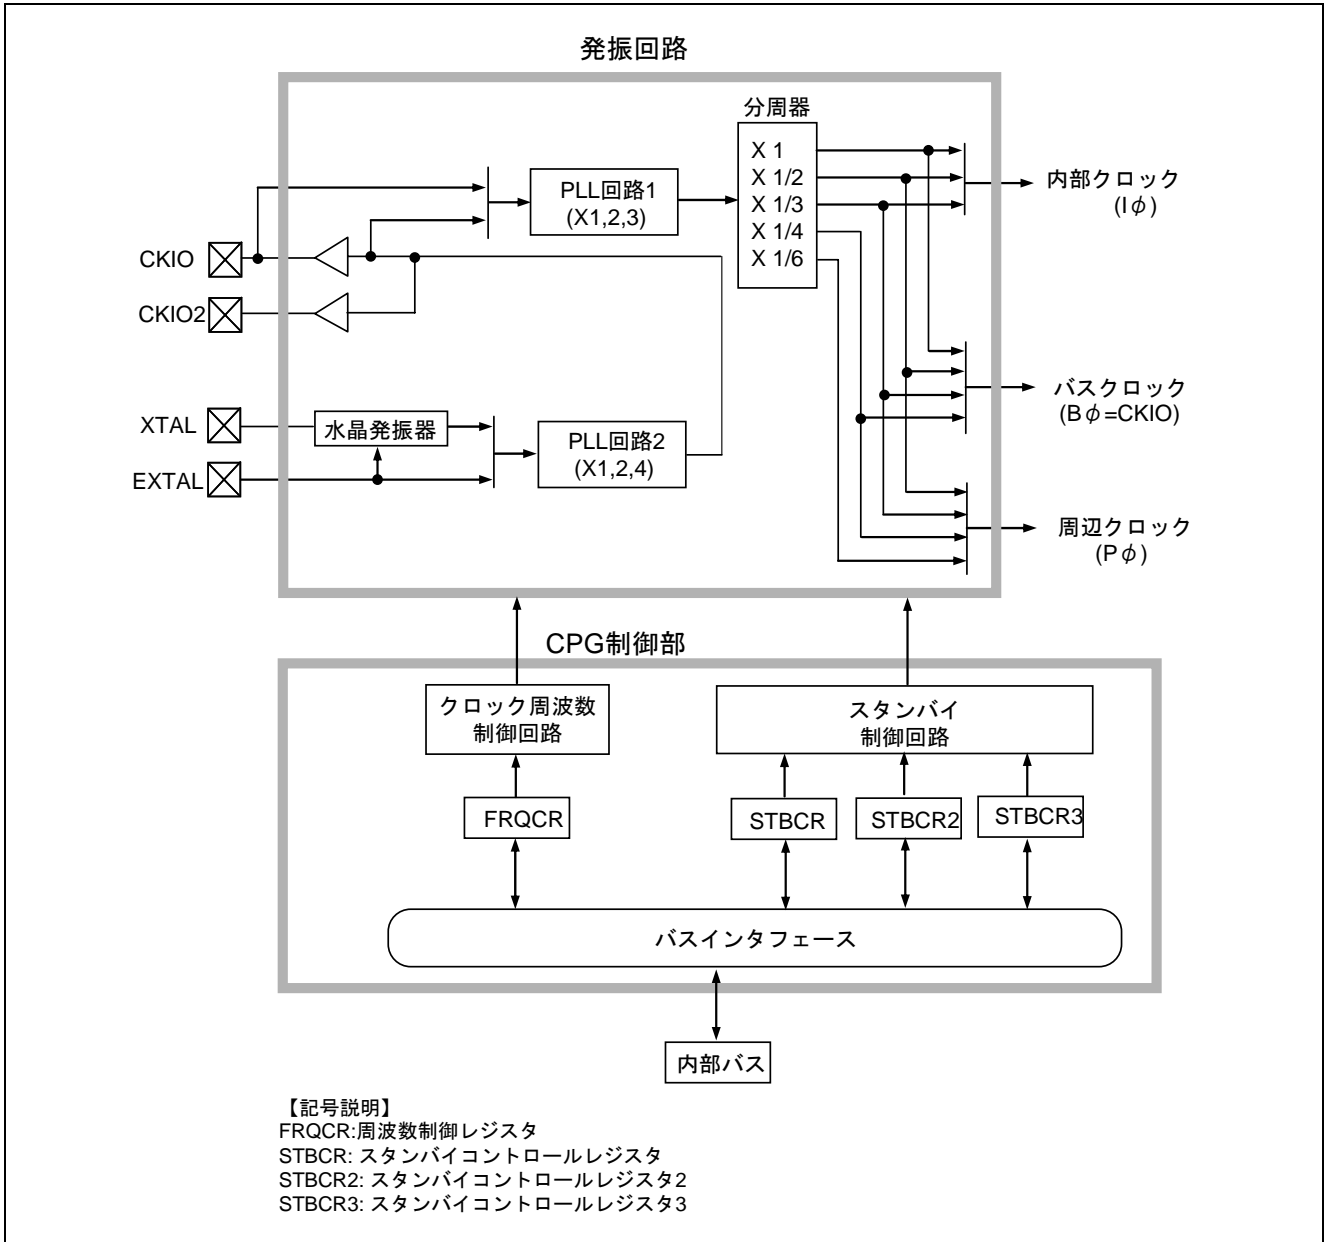 発振回路
分周器
X 1
X 1/2
X 1/3
X 1/4
X 1/6
PLL回路1
(X1,2,3)
内部クロック
(Iφ)
CKIO
CKIO2
バスクロック
(Bφ=CKIO)
XTAL
水晶発振器
EXTAL
PLL回路2
(X1,2,4)
周辺クロック
(Pφ)
CPG制御部
クロック周波数
制御回路
スタンバイ
制御回路
FRQCR
STBCR
STBCR2
STBCR3
バスインタフェース
内部バス
【記号説明】
FRQCR:周波数制御レジスタ
STBCR: スタンバイコントロールレジスタ
STBCR2: スタンバイコントロールレジスタ2
STBCR3: スタンバイコントロールレジスタ3